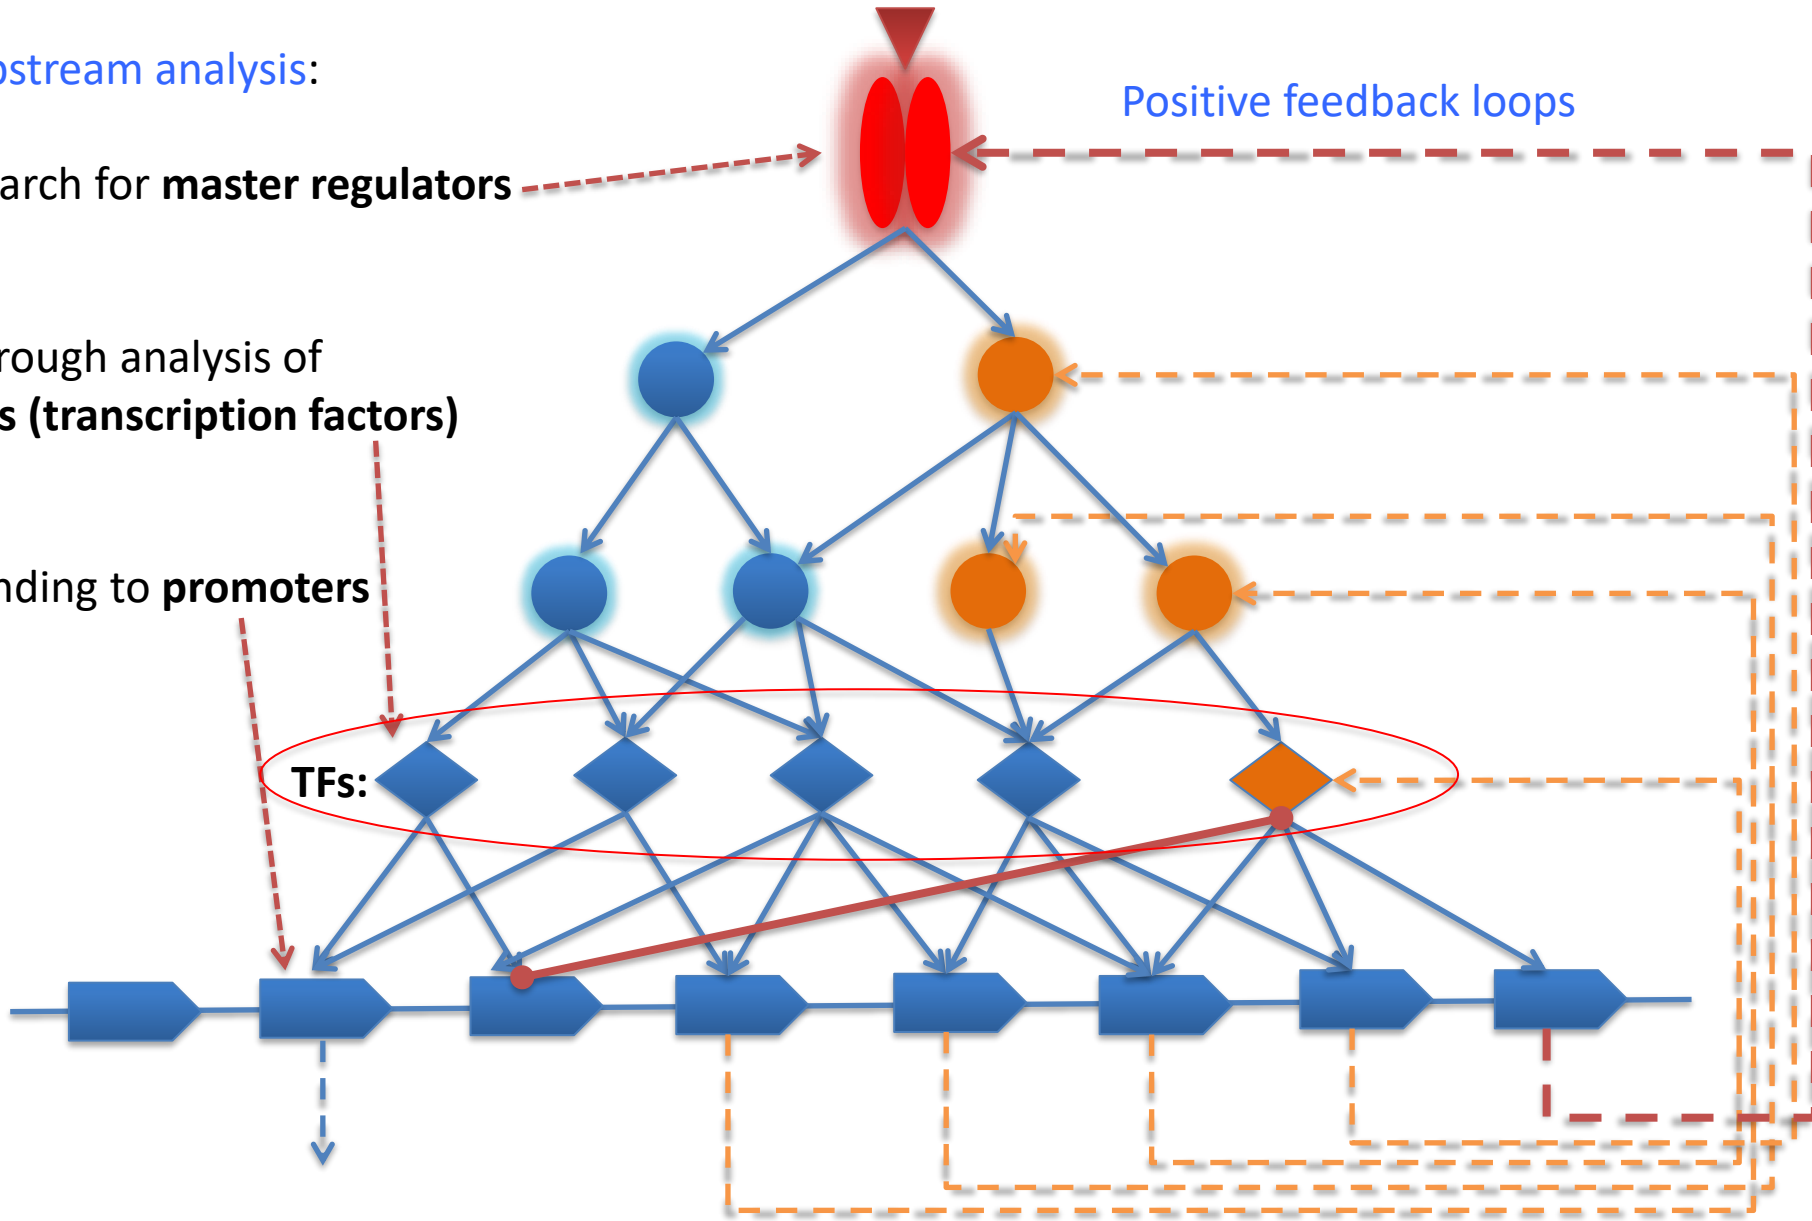 pstream analysis:
Positive feedback loops
arch for master regulators
rough analysis of
s (transcription factors)
nding to promoters
TFs: